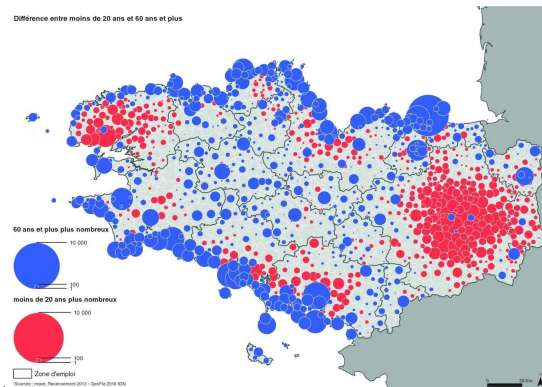 Différence entre moins de 20 ans et 60 ans et plus
60 ans et plus plus nombreux
10 000
100
1
moins de 20 ans plus nombreux
10 000
100
1
Zone d'emploi
Sources : Insee, Recensement 2013 - GeoFla 2016 IGN
0 20 km